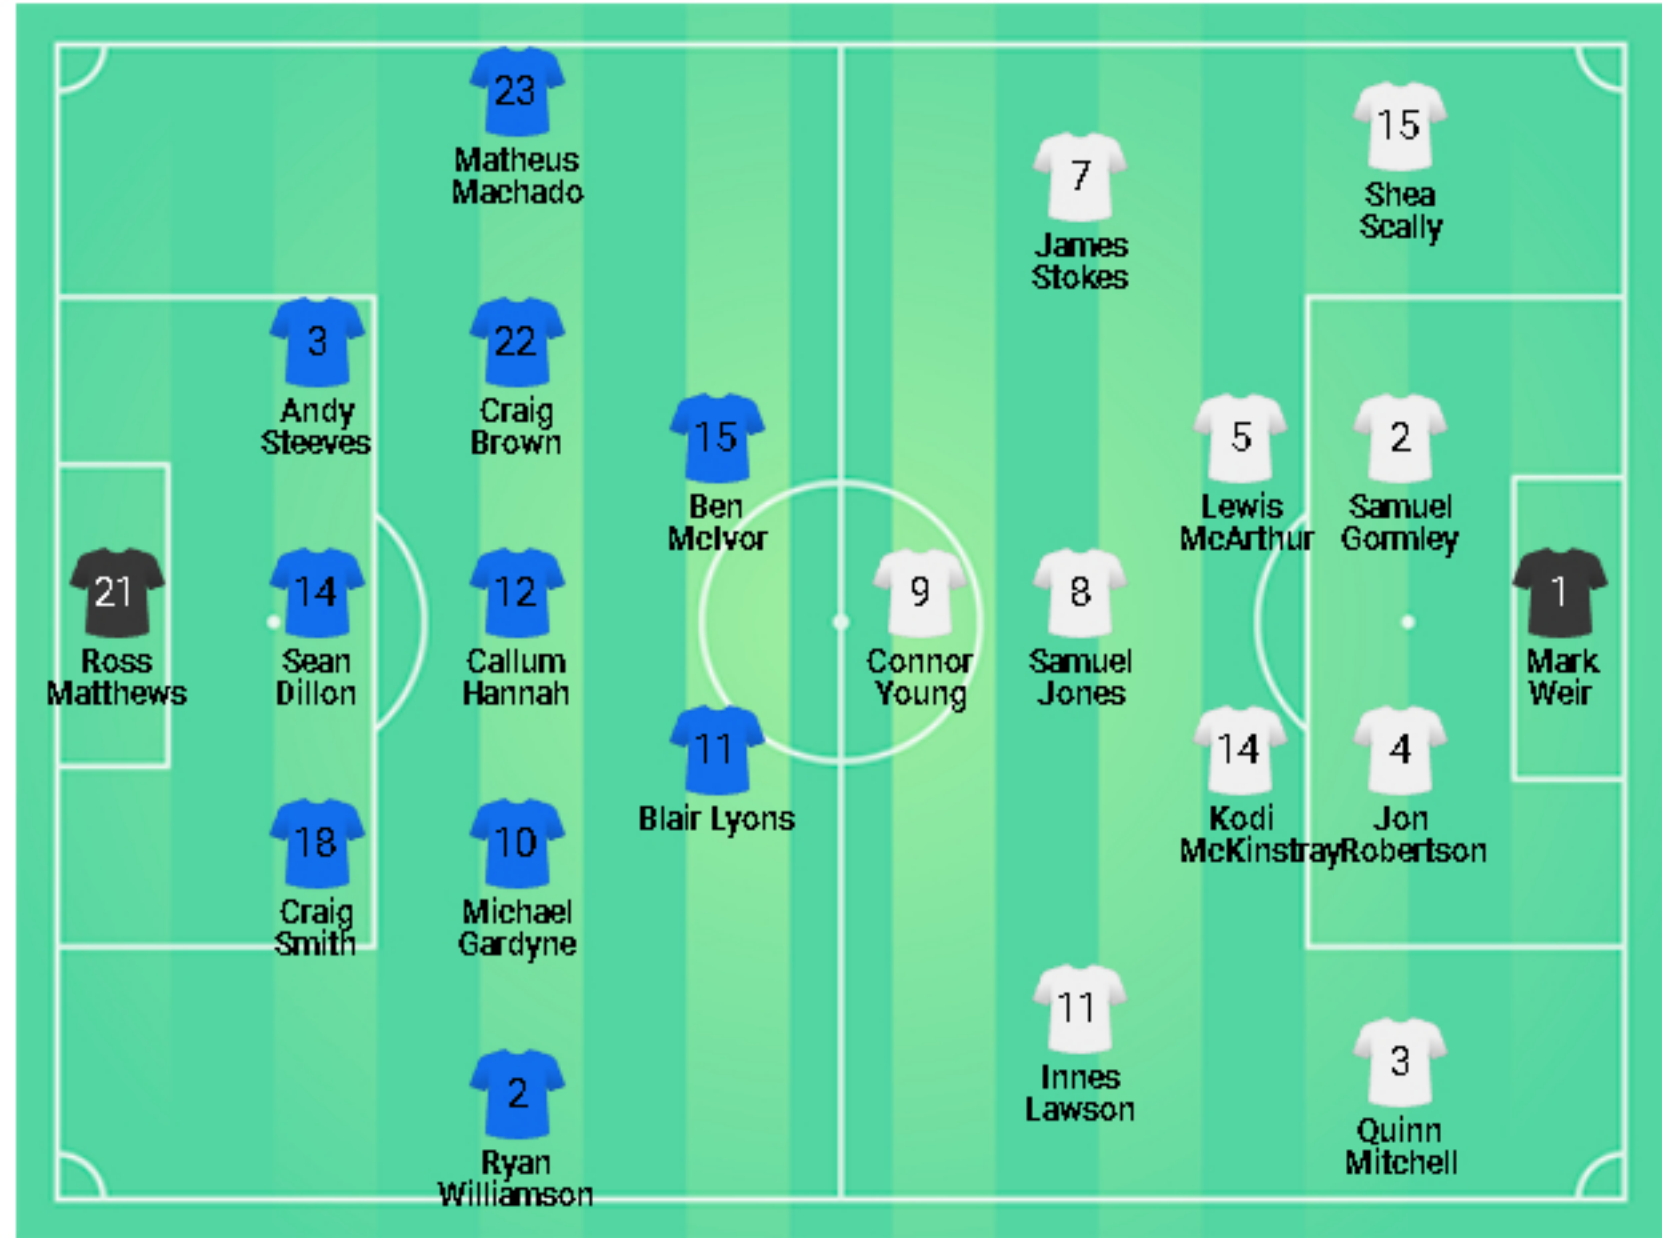 23
Matheus
Machado
15
Shea
Scally
7
James
Stokes
3
Andy
Steeves
22
Craig
Brown
15
Ben
McIvor
5
Lewis
McArthur
2
Samuel
Gormley
21
Ross
Matthews
14
Sean
Dillon
12
Callum
Hannah
9
Connor
Young
8
Samuel
Jones
1
Mark
Weir
11
Blair Lyons
14
Kodi
McKinstray
4
Jon
Robertson
18
Craig
Smith
10
Michael
Gardyne
11
Innes
Lawson
3
Quinn
Mitchell
2
Ryan
Williamson